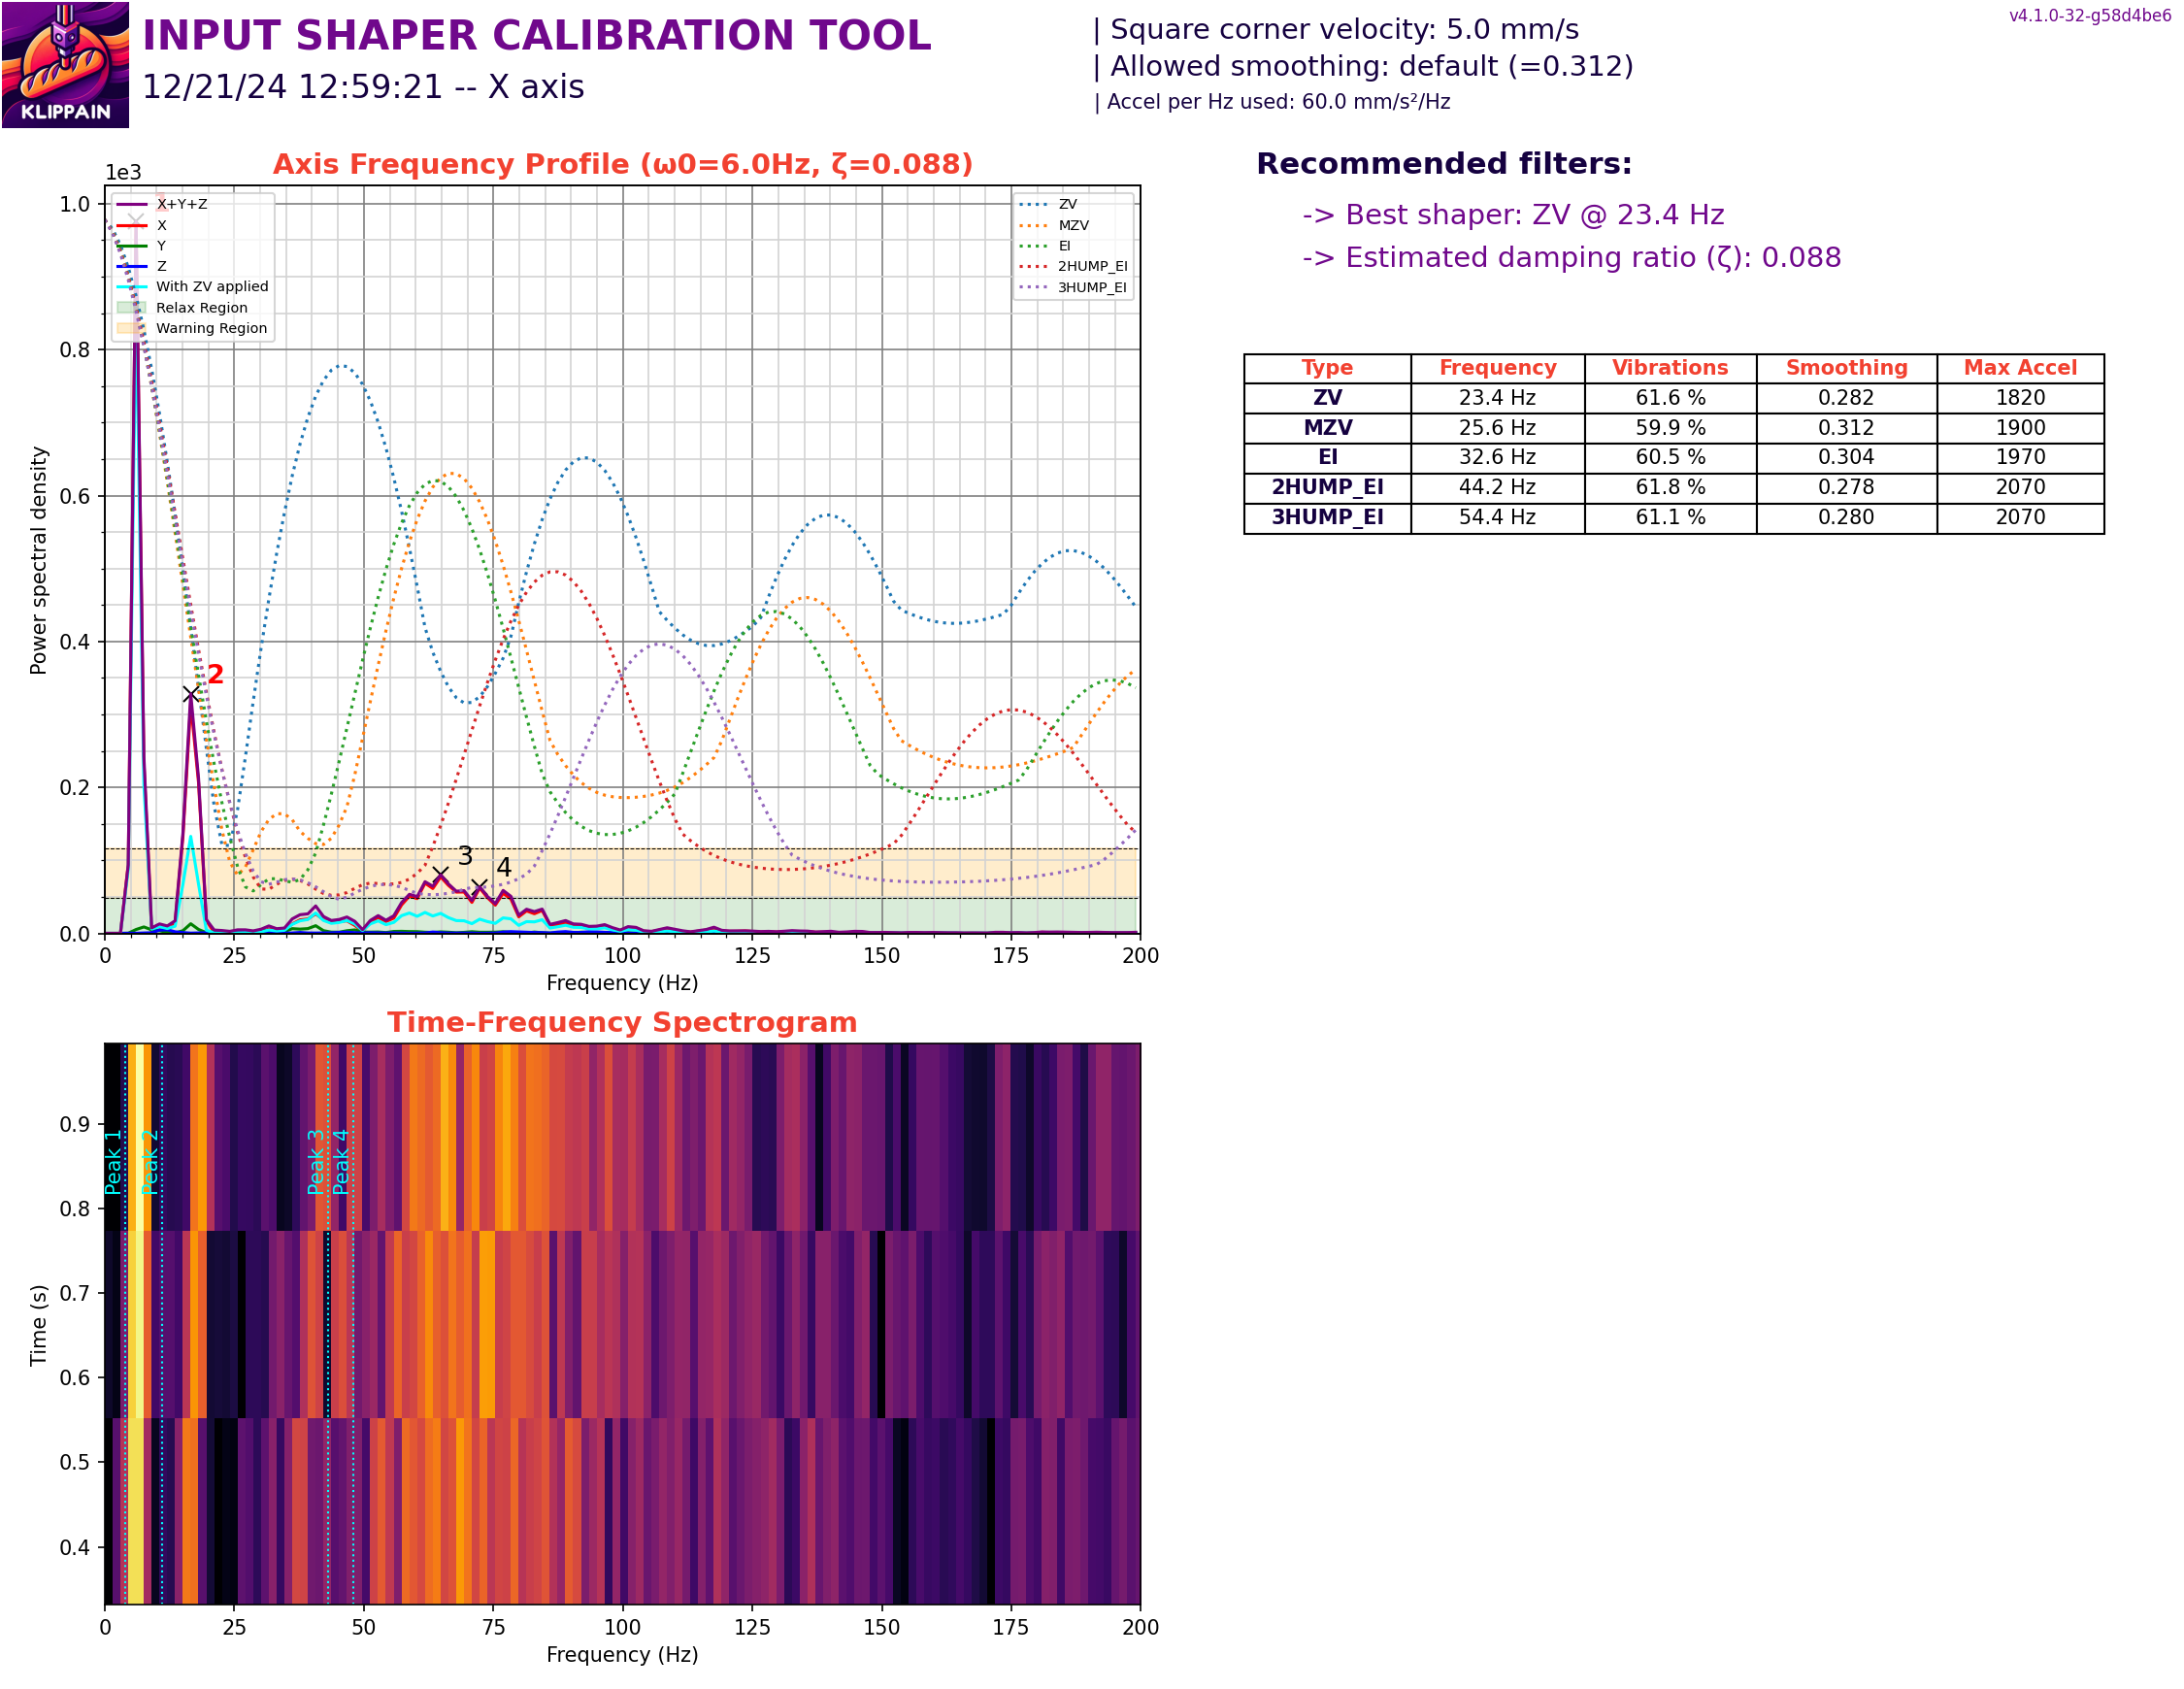 KLIPPAIN
INPUT SHAPER CALIBRATION TOOL
12/21/24 12:59:21 -- X axis
| Square corner velocity: 5.0 mm/s
| Allowed smoothing: default (=0.312)
| Accel per Hz used: 60.0 mm/s²/Hz
v4.1.0-32-g58d4be6
Axis Frequency Profile (ω0=6.0Hz, ζ=0.088)
1e3
1.0
0.8
0.6
0.4
0.2
0.0
Power spectral density
X+Y+Z
X
Y
Z
With ZV applied
Relax Region
Warning Region
ZV
MZV
EI
2HUMP_EI
3HUMP_EI
2
3
4
0 25 50 75 100 125 150 175 200
Frequency (Hz)
Recommended filters:
-> Best shaper: ZV @ 23.4 Hz
-> Estimated damping ratio (ζ): 0.088
Type Frequency Vibrations Smoothing Max Accel
ZV 23.4 Hz 61.6 % 0.282 1820
MZV 25.6 Hz 59.9 % 0.312 1900
EI 32.6 Hz 60.5 % 0.304 1970
2HUMP_EI 44.2 Hz 61.8 % 0.278 2070
3HUMP_EI 54.4 Hz 61.1 % 0.280 2070
Time-Frequency Spectrogram
0.9
0.8
0.7
0.6
0.5
0.4
Time (s)
Peak 1
Peak 2
Peak 3
Peak 4
0 25 50 75 100 125 150 175 200
Frequency (Hz)